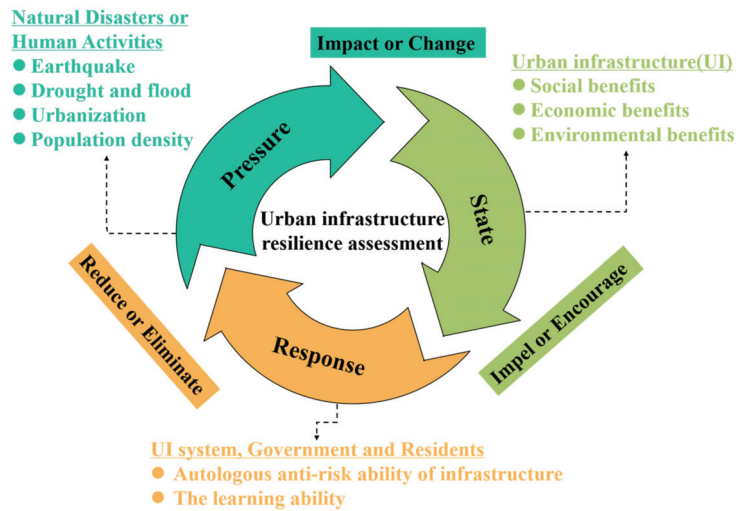 Natural Disasters or
Human Activities
● Earthquake
● Drought and flood
● Urbanization
● Population density
Impact or Change
Urban infrastructure(UI)
● Social benefits
● Economic benefits
● Environmental benefits
Pressure
State
Urban infrastructure
resilience assessment
Reduce or Eliminate
Impel or Encourage
Response
UI system, Government and Residents
● Autologous anti-risk ability of infrastructure
● The learning ability